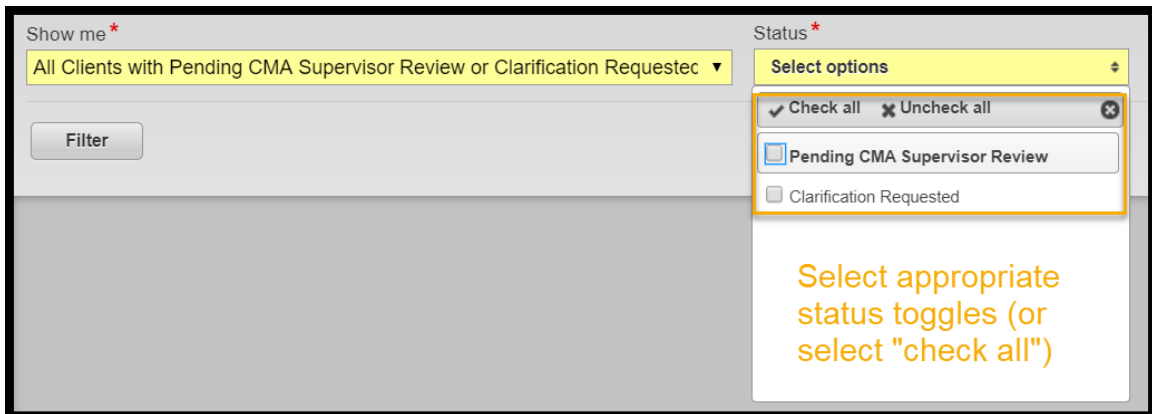 Show me*
Status*
All Clients with Pending CMA Supervisor Review or Clarification Requested
Select options
Check all Uncheck all
Filter
Pending CMA Supervisor Review
Clarification Requested
Select appropriate
status toggles (or
select "check all")